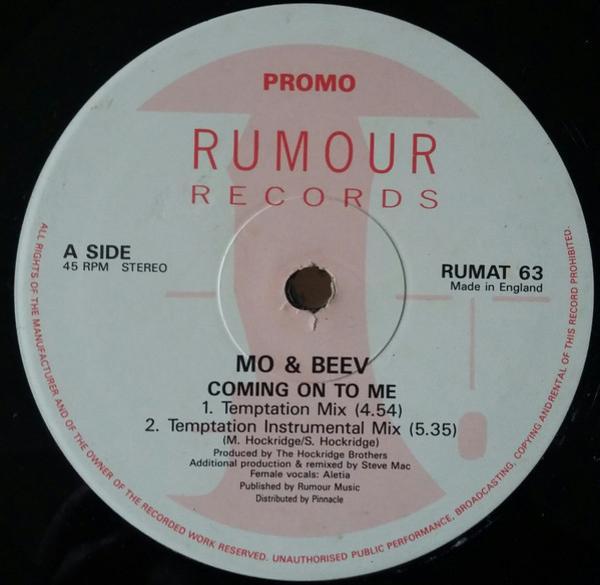 PROMO
RUMOUR
RECORDS
A SIDE
45 RPM STEREO
RUMAT 63
Made in England
MO & BEEV
COMING ON TO ME
1. Temptation Mix (4.54)
2. Temptation Instrumental Mix (5.35)
(M. Hockridge/S. Hockridge)
Produced by The Hockridge Brothers
Additional production & remixed by Steve Mac
Female vocals: Aletia
Published by Rumour Music
Distributed by Pinnacle
ALL RIGHTS OF THE MANUFACTURER AND OF THE OWNER OF THE RECORDED WORK RESERVED. UNAUTHORISED PUBLIC PERFORMANCE, BROADCASTING, COPYING AND RENTAL OF THIS RECORD PROHIBITED.